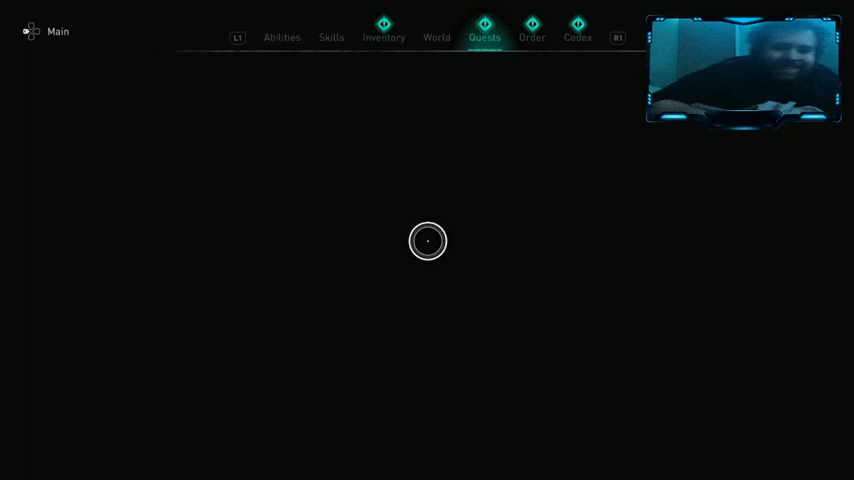 Main
L1 Abilities Skills Inventory World Quests Order Codex R1